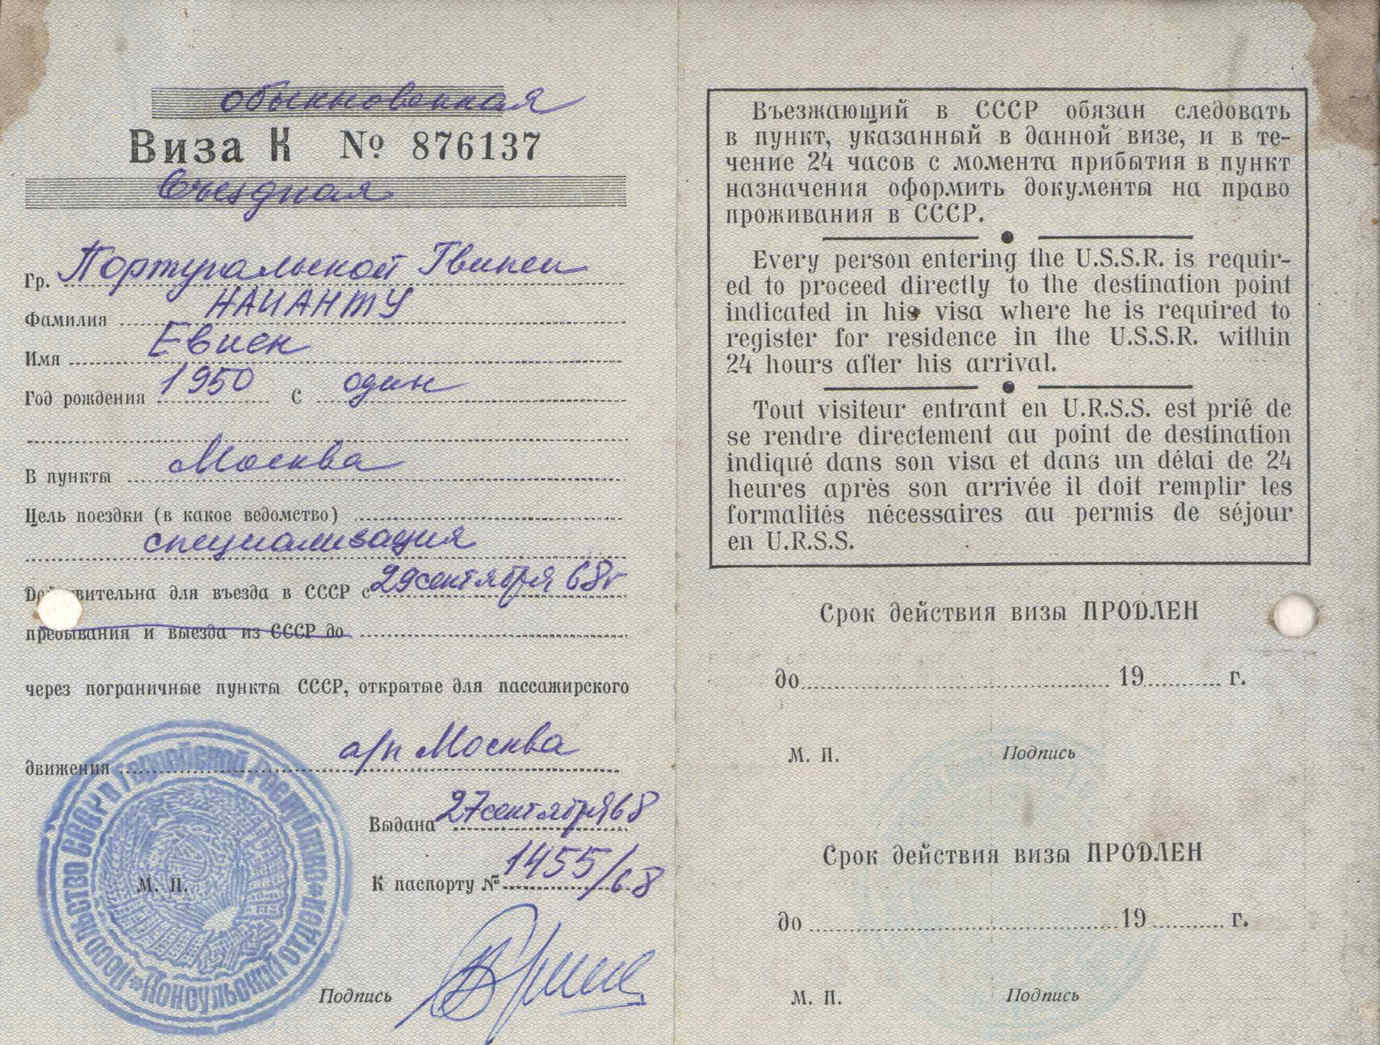 обыкновенная
Виза К № 876137
Въездная
Гр. Португальской Гвинеи
Фамилия НАИАНТУ
Имя Евиен
Год рождения 1950 с один
В пункты Москва
Цель поездки (в какое ведомство)
специализация
Действительна для въезда в СССР с 29 сентября 68г
пребывания и выезда из СССР до
через пограничные пункты СССР, открытые для пассажирского
движения а/п Москва
Выдана 27 сентября 68
М. П.
К паспорту № 1455/68
Подпись
Посольство СССР в Гвинейской Республике Консульский отдел
Въезжающий в СССР обязан следовать
в пункт, указанный в данной визе, и в те-
чение 24 часов с момента прибытия в пункт
назначения оформить документы на право
проживания в СССР.
Every person entering the U.S.S.R. is requir-
ed to proceed directly to the destination point
indicated in his visa where he is required to
register for residence in the U.S.S.R. within
24 hours after his arrival.
Tout visiteur entrant en U.R.S.S. est prié de
se rendre directement au point de destination
indiqué dans son visa et dans un délai de 24
heures après son arrivée il doit remplir les
formalités nécessaires au permis de séjour
en U.R.S.S.
Срок действия визы ПРОДЛЕН
до 19 г.
М. П. Подпись
Срок действия визы ПРОДЛЕН
до 19 г.
М. П. Подпись